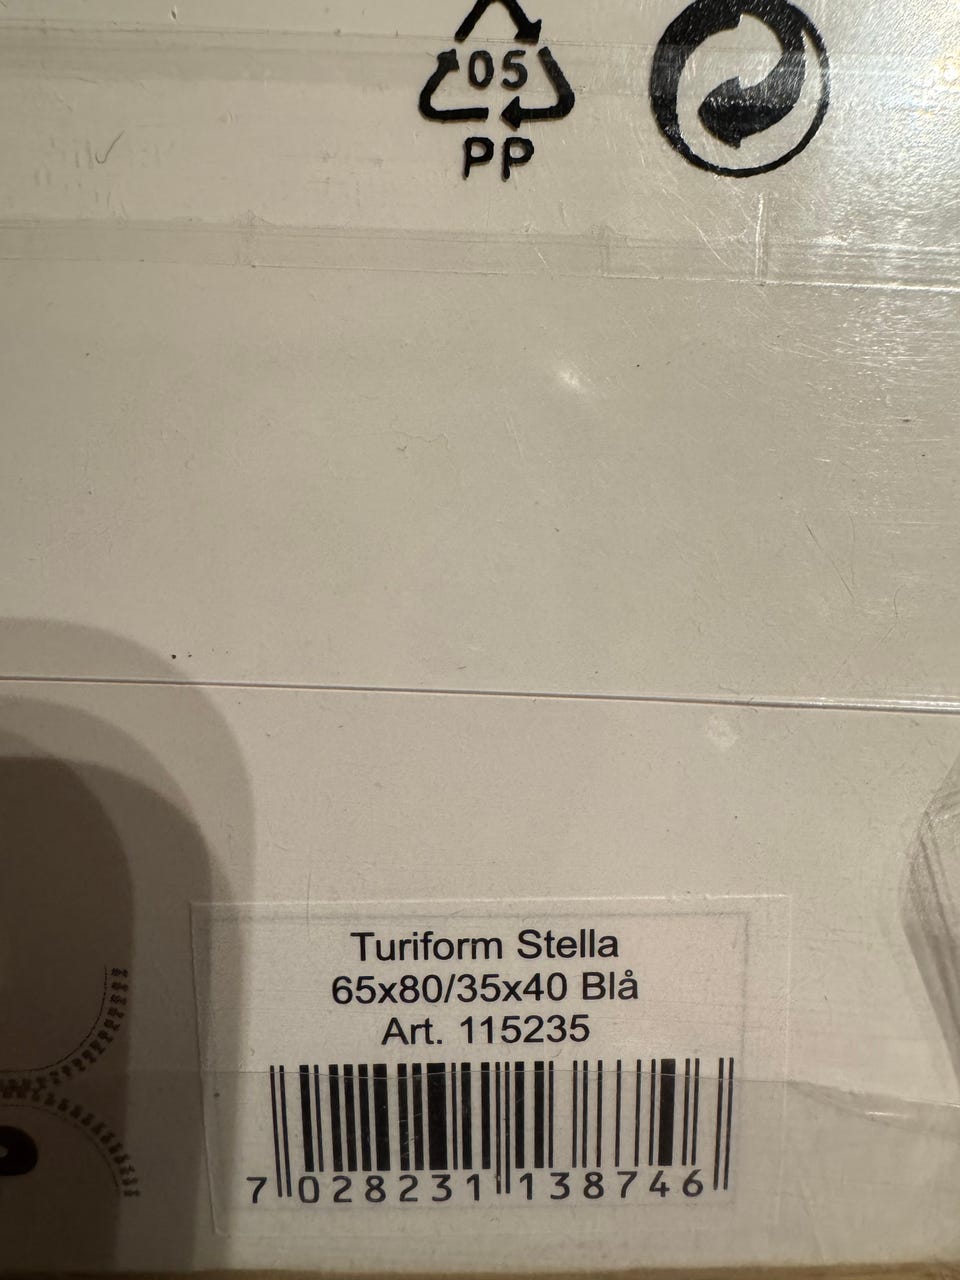 05
PP
Turiform Stella
65x80/35x40 Blå
Art. 115235
7 028231 138746